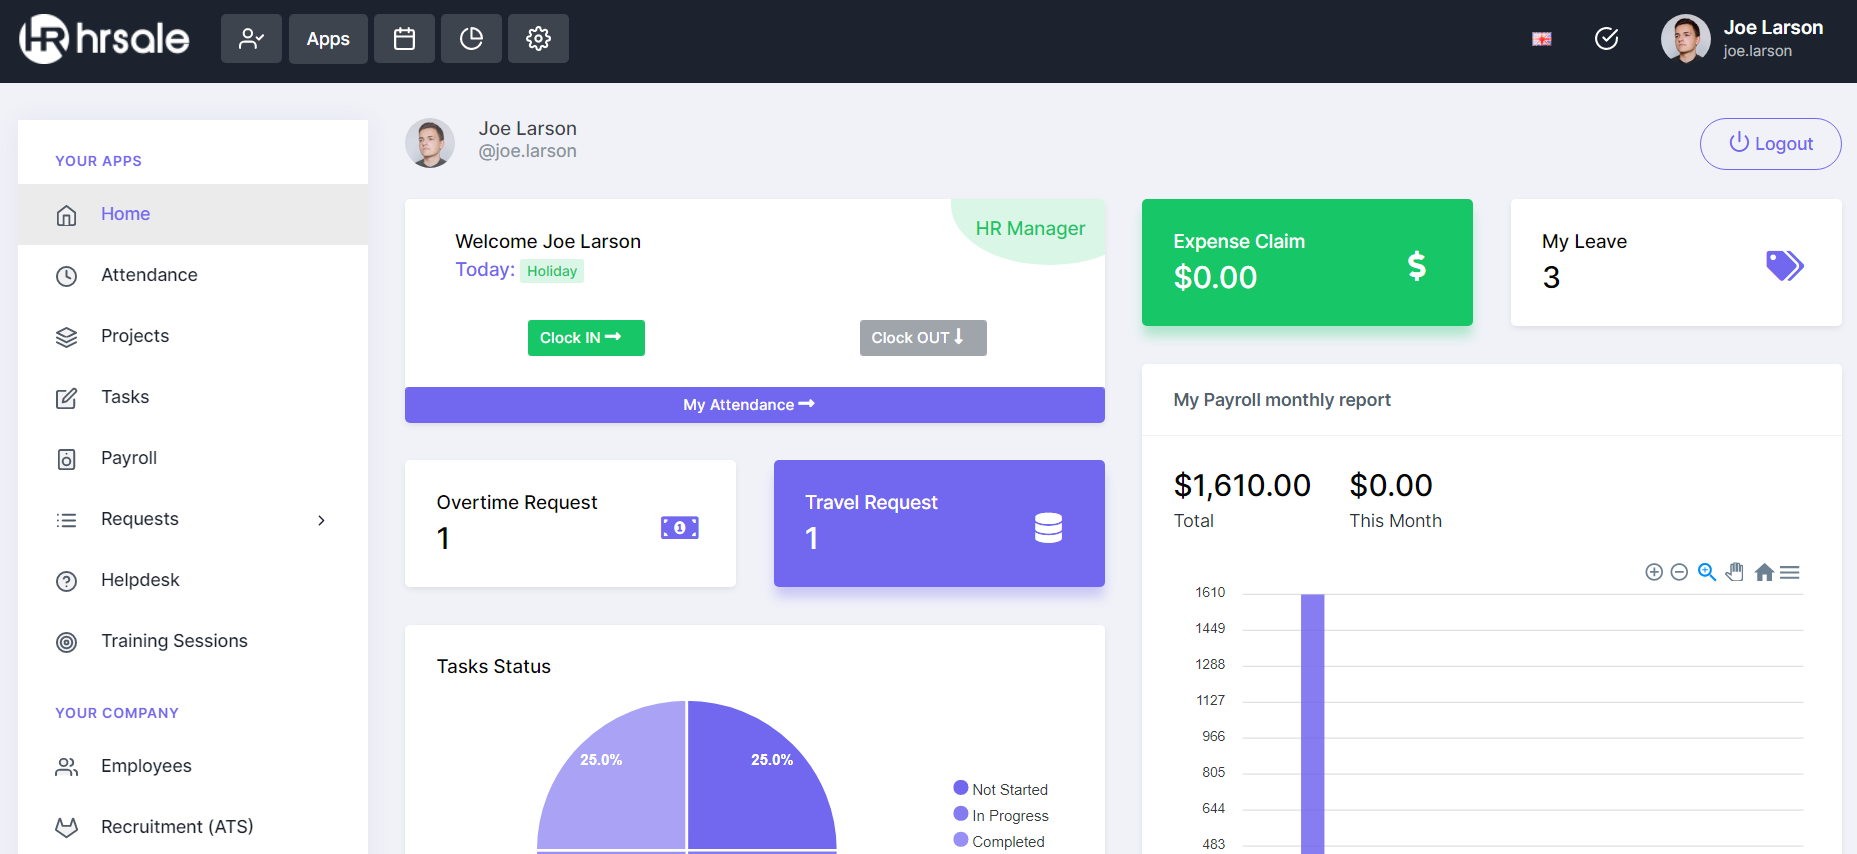 HR hrsale
Apps
Joe Larson
joe.larson
YOUR APPS
Home
Attendance
Projects
Tasks
Payroll
Requests
Helpdesk
Training Sessions
YOUR COMPANY
Employees
Recruitment (ATS)
Joe Larson
@joe.larson
Logout
Welcome Joe Larson
Today: Holiday
HR Manager
Clock IN
Clock OUT
My Attendance
Expense Claim
$0.00
My Leave
3
Overtime Request
1
1
Travel Request
1
My Payroll monthly report
$1,610.00
Total
$0.00
This Month
1610
1449
1288
1127
966
805
644
483
Tasks Status
25.0%
25.0%
Not Started
In Progress
Completed